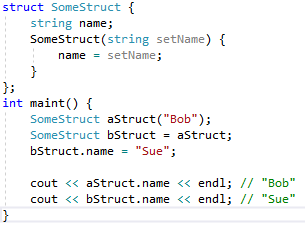 struct SomeStruct {
    string name;
    SomeStruct(string setName) {
        name = setName;
    }
};
int maint() {
    SomeStruct aStruct("Bob");
    SomeStruct bStruct = aStruct;
    bStruct.name = "Sue";

    cout << aStruct.name << endl; // "Bob"
    cout << bStruct.name << endl; // "Sue"
}